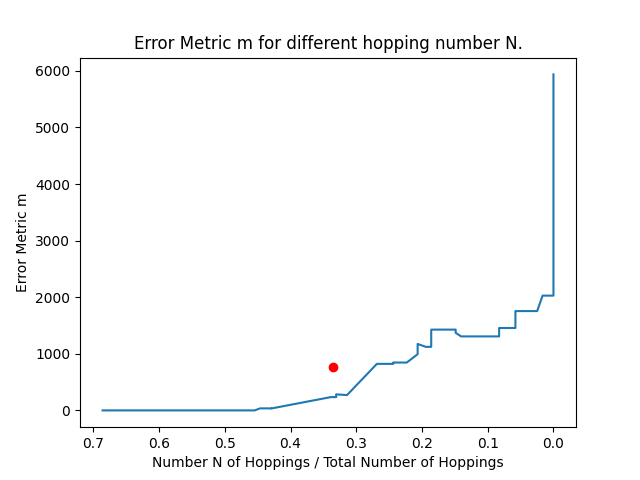 Error Metric m for different hopping number N.
6000
5000
4000
3000
2000
1000
0
Error Metric m
0.7 0.6 0.5 0.4 0.3 0.2 0.1 0.0
Number N of Hoppings / Total Number of Hoppings